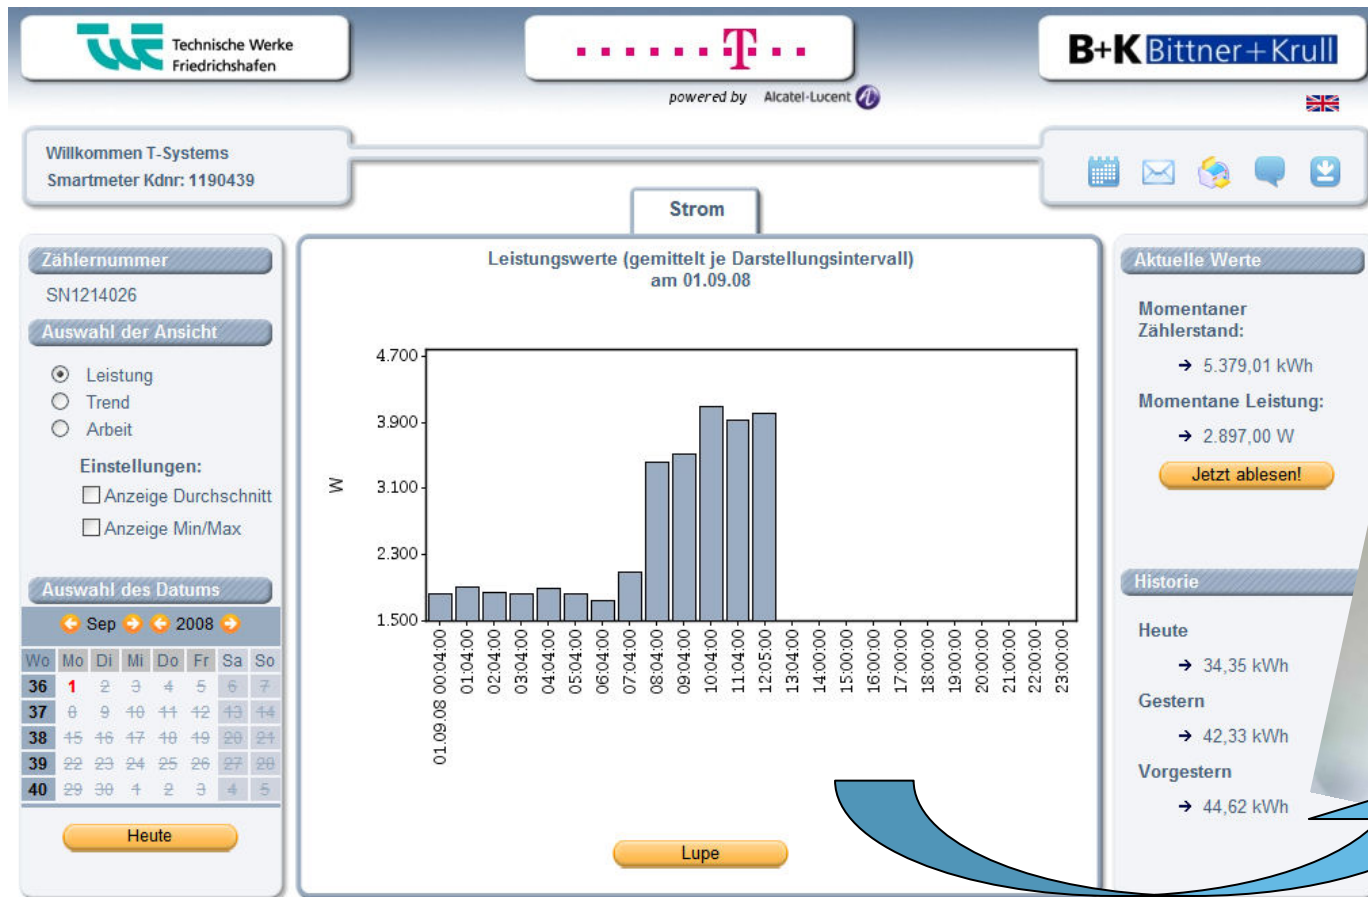 Technische Werke
Friedrichshafen
T
B+K Bittner+Krull
powered by Alcatel-Lucent
Willkommen T-Systems
Smartmeter Kdnr: 1190439
Strom
Zählernummer
SN1214026
Auswahl der Ansicht
Leistung
Trend
Arbeit
Einstellungen:
Anzeige Durchschnitt
Anzeige Min/Max
Auswahl des Datums
Sep 2008
Wo Mo Di Mi Do Fr Sa So
36 1 2 3 4 5 6 7
37 8 9 10 11 12 13 14
38 15 16 17 18 19 20 21
39 22 23 24 25 26 27 28
40 29 30 1 2 3 4 5
Heute
Leistungswerte (gemittelt je Darstellungsintervall)
am 01.09.08
W
4.700
3.900
3.100
2.300
1.500
01.09.08 00:04:00
01:04:00
02:04:00
03:04:00
04:04:00
05:04:00
06:04:00
07:04:00
08:04:00
09:04:00
10:04:00
11:04:00
12:05:00
13:04:00
14:00:00
15:00:00
16:00:00
17:00:00
18:00:00
19:00:00
20:00:00
21:00:00
22:00:00
23:00:00
Lupe
Aktuelle Werte
Momentaner
Zählerstand:
→ 5.379,01 kWh
Momentane Leistung:
→ 2.897,00 W
Jetzt ablesen!
Historie
Heute
→ 34,35 kWh
Gestern
→ 42,33 kWh
Vorgestern
→ 44,62 kWh